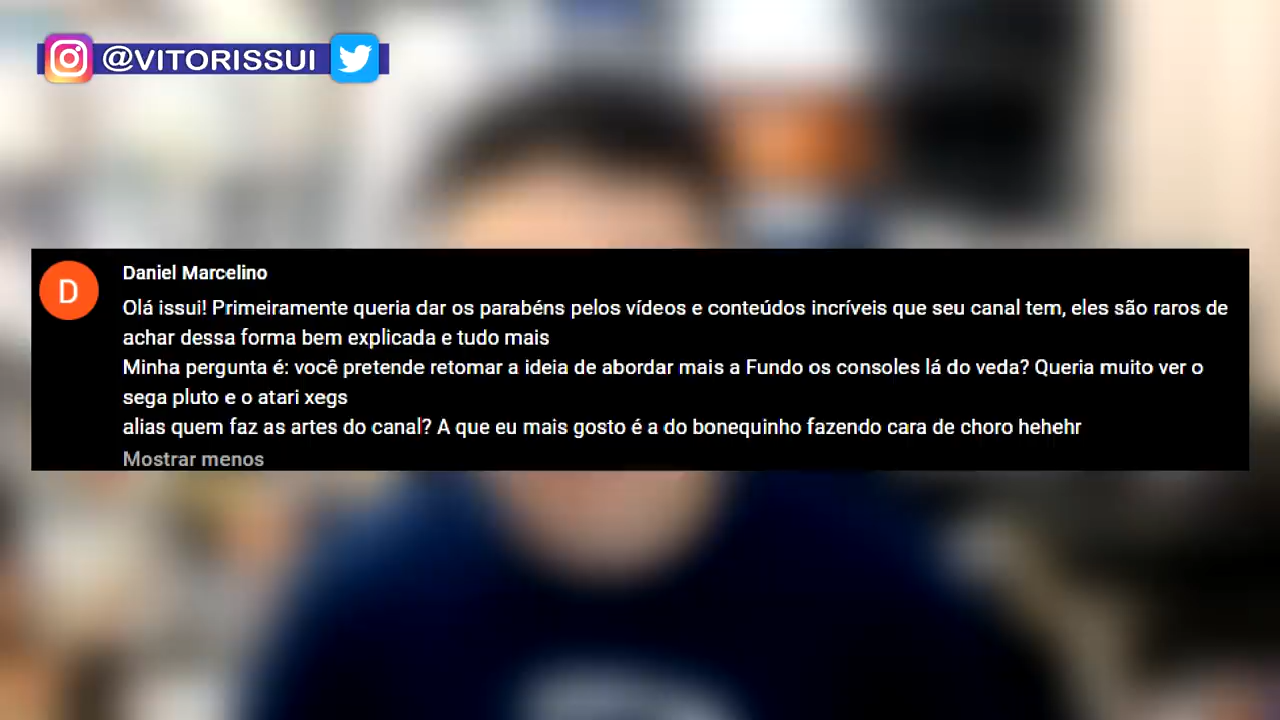 @VITORISSUI
D
Daniel Marcelino
Olá issui! Primeiramente queria dar os parabéns pelos vídeos e conteúdos incríveis que seu canal tem, eles são raros de
achar dessa forma bem explicada e tudo mais
Minha pergunta é: você pretende retomar a ideia de abordar mais a Fundo os consoles lá do veda? Queria muito ver o
sega pluto e o atari xegs
alias quem faz as artes do canal? A que eu mais gosto é a do bonequinho fazendo cara de choro hehehr
Mostrar menos